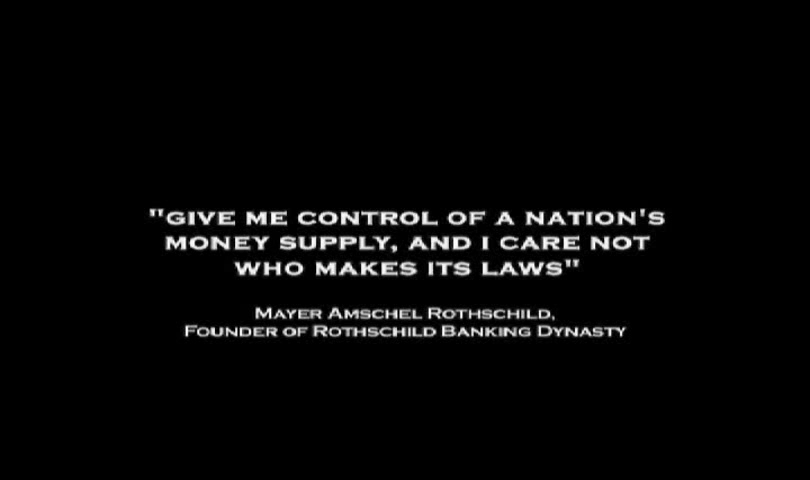 "GIVE ME CONTROL OF A NATION'S
MONEY SUPPLY, AND I CARE NOT
WHO MAKES ITS LAWS"
MAYER AMSCHEL ROTHSCHILD,
FOUNDER OF ROTHSCHILD BANKING DYNASTY